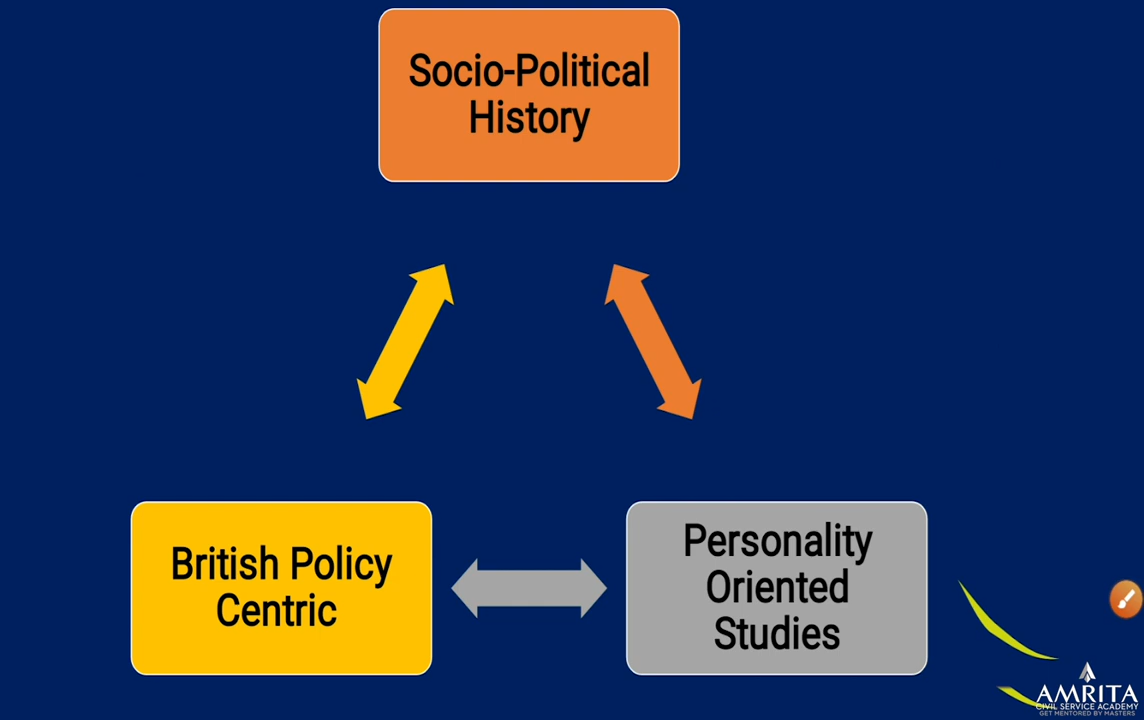 Socio-Political
History
British Policy
Centric
Personality
Oriented
Studies
AMRITA
CIVIL SERVICE ACADEMY
GET MENTORED BY MASTERS